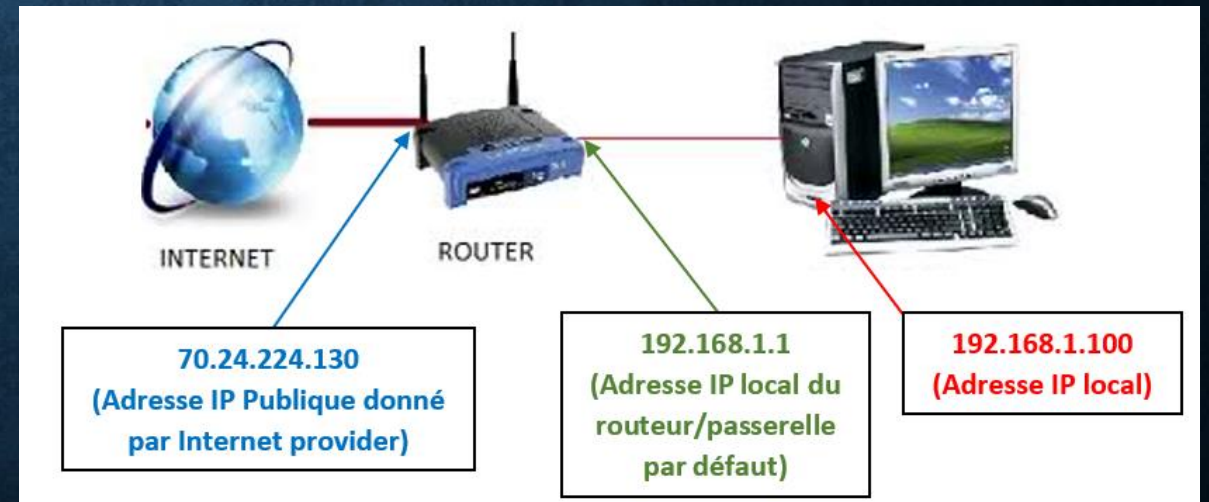 INTERNET
ROUTER
70.24.224.130
(Adresse IP Publique donné
par Internet provider)
192.168.1.1
(Adresse IP local du
routeur/passerelle
par défaut)
192.168.1.100
(Adresse IP local)